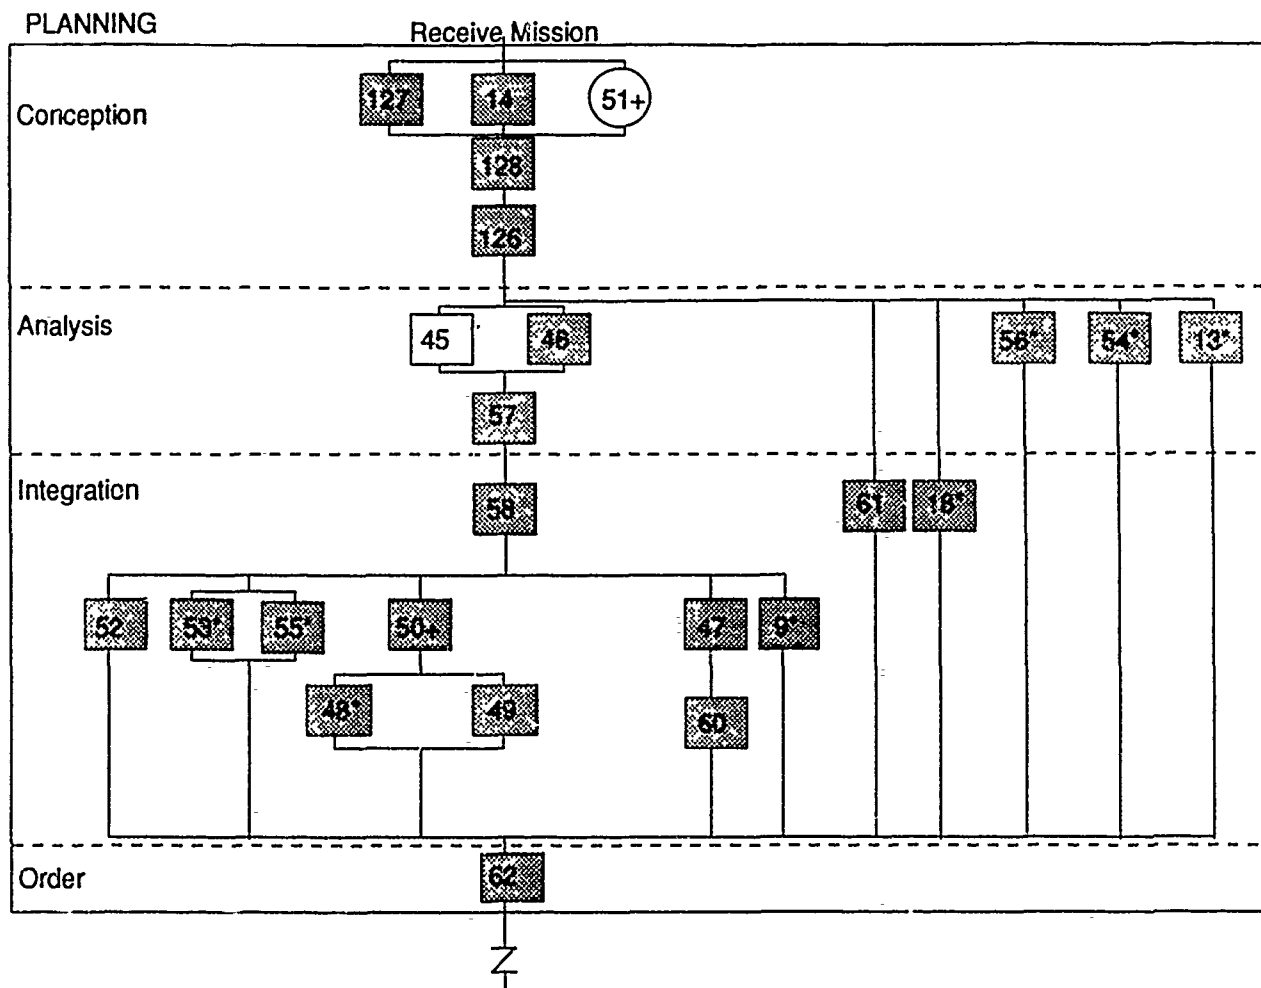 PLANNING
Receive Mission
Conception
127 14 51+
128
126
Analysis
45 46 56* 54* 13*
57
Integration
58 61 18*
52 53* 55* 50+ 47 9*
48* 49 60
Order
62